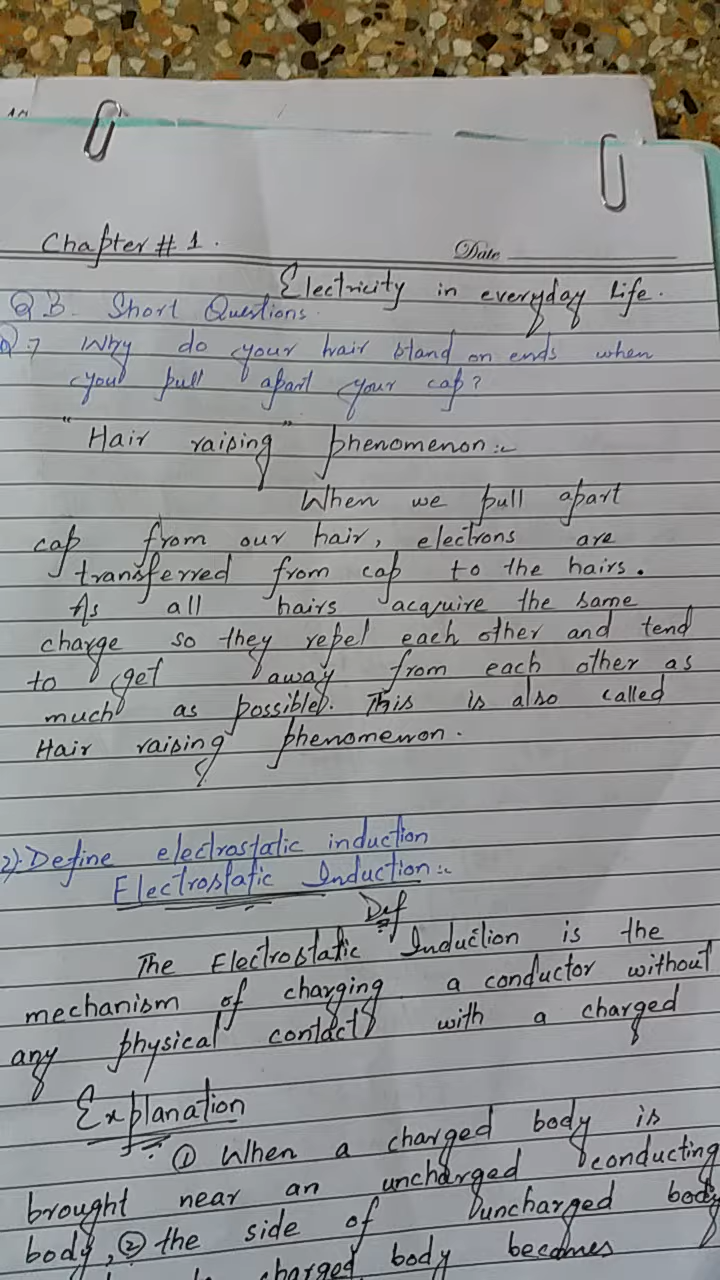 Chapter # 1.
Date
Electricity in everyday Life.
Q B. Short Questions.
Why do your hair stand on ends when
you pull apart your cap?
"Hair raising" phenomenon:-
When we pull apart
cap from our hair, electrons are
transferred from cap to the hairs.
As all hairs acquire the same
charge so they repel each other and tend
to get away from each other as
much as possible. This is also called
Hair raising phenomenon.
2). Define electrostatic induction
Electrostatic Induction:-
Def
The Electrostatic Induction is the
mechanism of charging a conductor without
any physical contact with a charged
Explanation
① When a charged body is
brought near an uncharged conducting
body, ② the side of uncharged body
charged body becomes